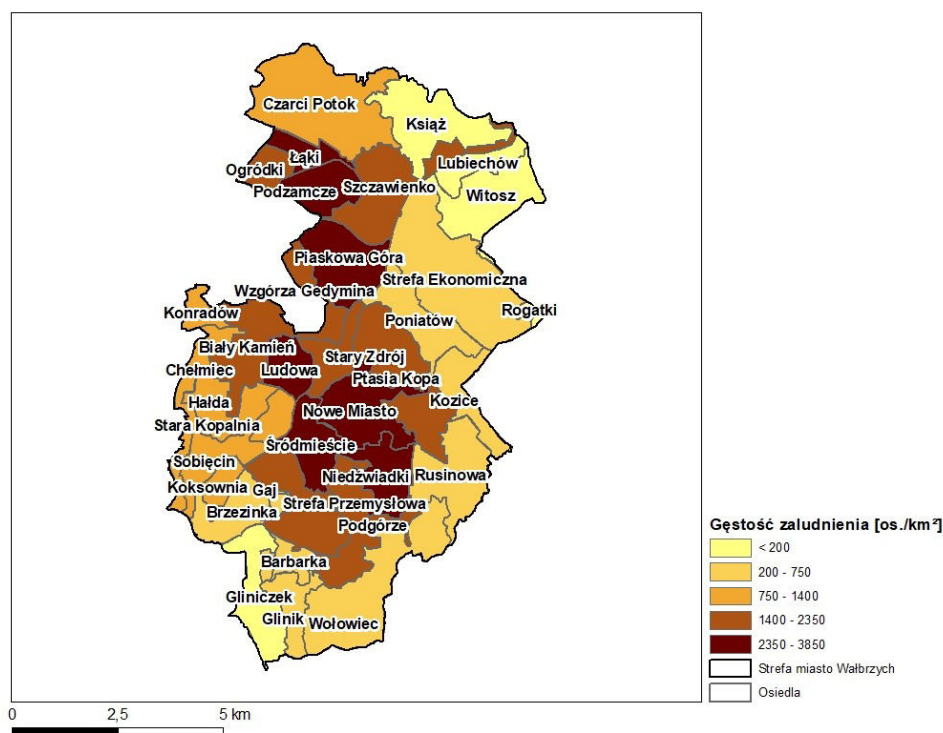 Czarci Potok
Książ
Łąki
Lubiechów
Ogródki
Podzamcze
Szczawienko
Witosz
Piaskowa Góra
Strefa Ekonomiczna
Wzgórza Gedymina
Konradów
Rogatki
Poniatów
Biały Kamień
Stary Zdrój
Chełmiec
Ludowa
Ptasia Kopa
Hałda
Kozice
Nowe Miasto
Stara Kopalnia
Śródmieście
Sobięcin
Niedźwiadki
Rusinowa
Koksownia
Gaj
Strefa Przemysłowa
Brzezinka
Podgórze
Barbarka
Gliniczek
Glinik
Wołowiec
Gęstość zaludnienia [os./km²]
< 200
200 - 750
750 - 1400
1400 - 2350
2350 - 3850
Strefa miasto Wałbrzych
Osiedla
0 2,5 5 km